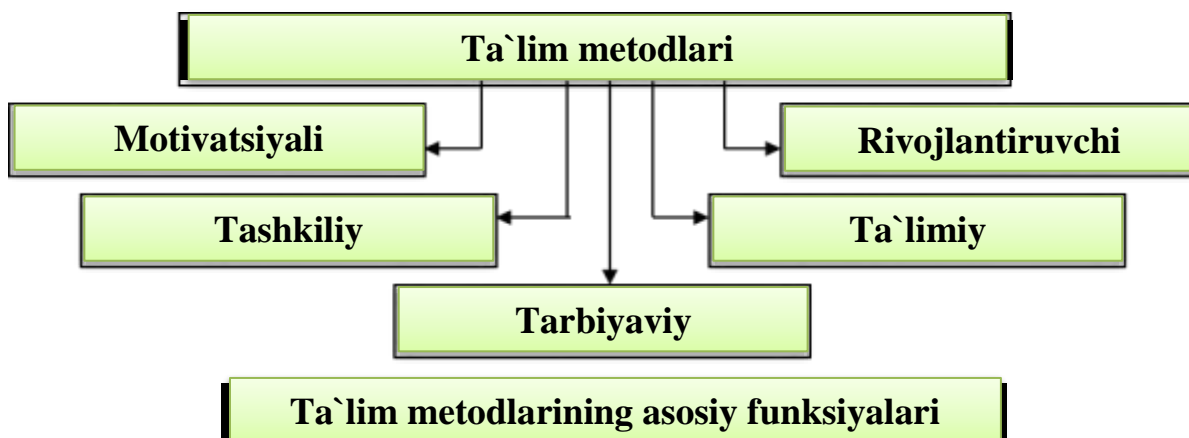 Ta`lim metodlari
Motivatsiyali
Rivojlantiruvchi
Tashkiliy
Ta`limiy
Tarbiyaviy
Ta`lim metodlarining asosiy funksiyalari